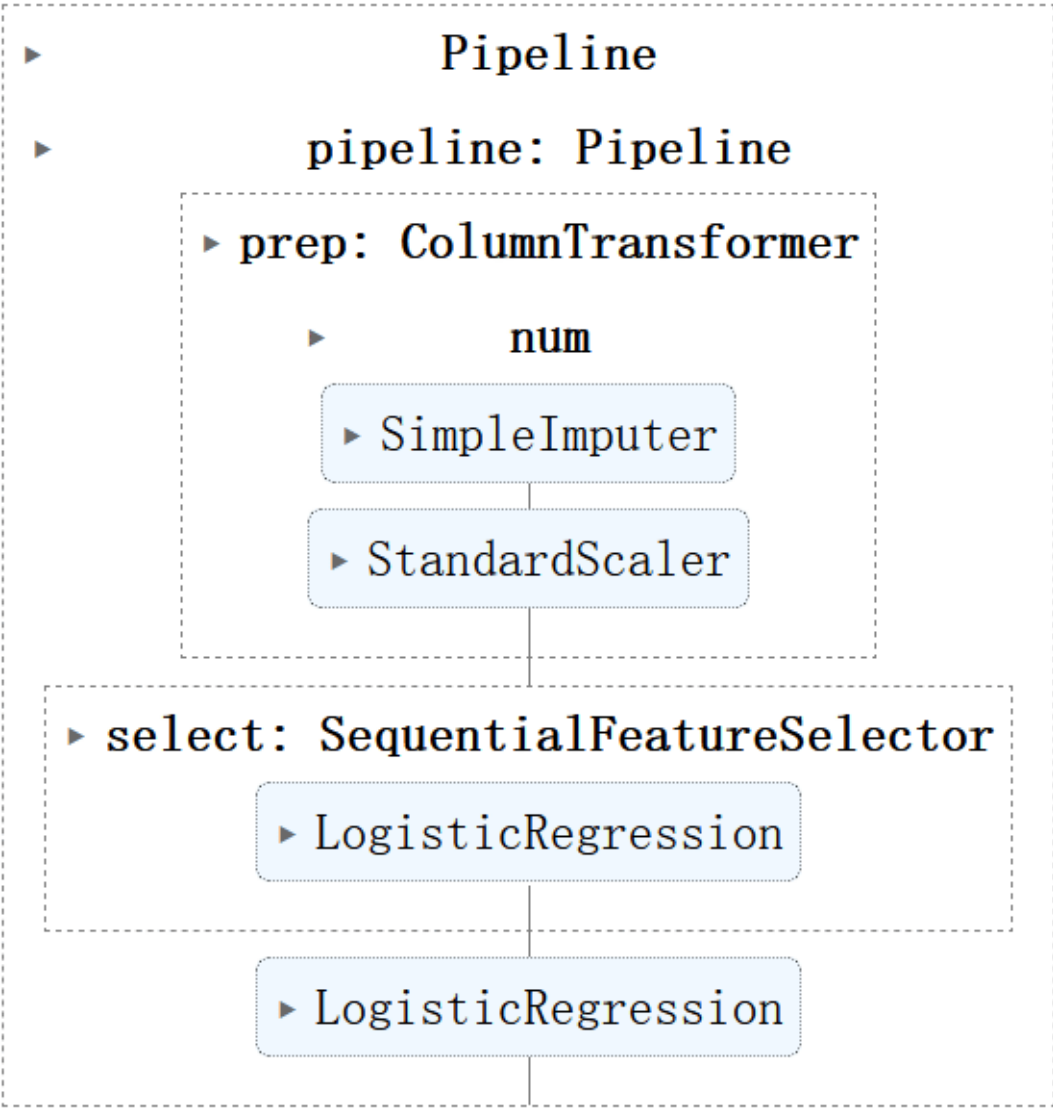 Pipeline
pipeline: Pipeline
prep: ColumnTransformer
num
SimpleImputer
StandardScaler
select: SequentialFeatureSelector
LogisticRegression
LogisticRegression